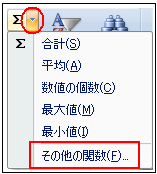 Σ
Σ 合計(S)
平均(A)
数値の個数(C)
最大値(M)
最小値(I)
その他の関数(F)...